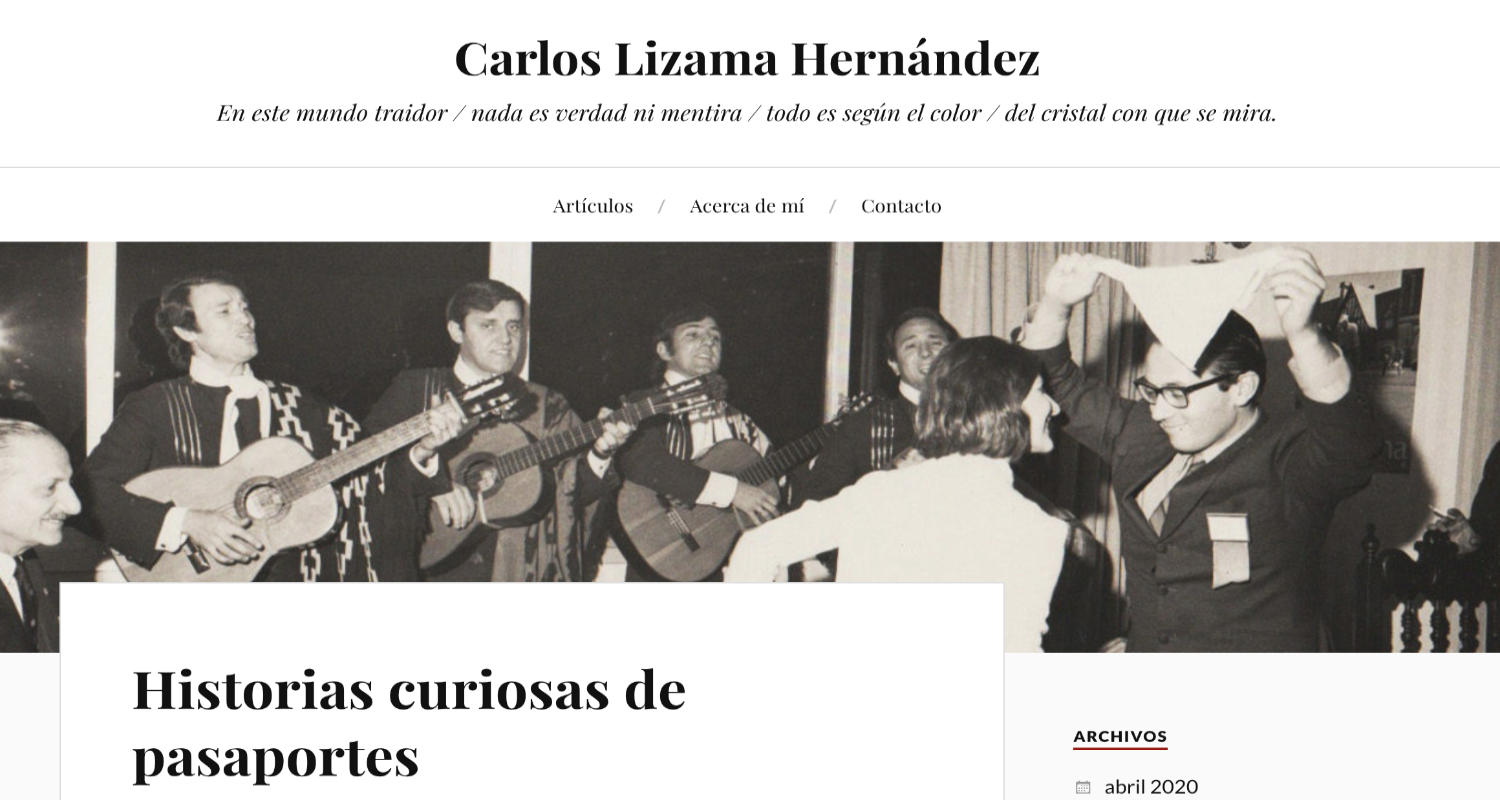 Carlos Lizama Hernández
En este mundo traidor / nada es verdad ni mentira / todo es según el color / del cristal con que se mira.
Artículos / Acerca de mí / Contacto
Historias curiosas de
pasaportes
ARCHIVOS
abril 2020